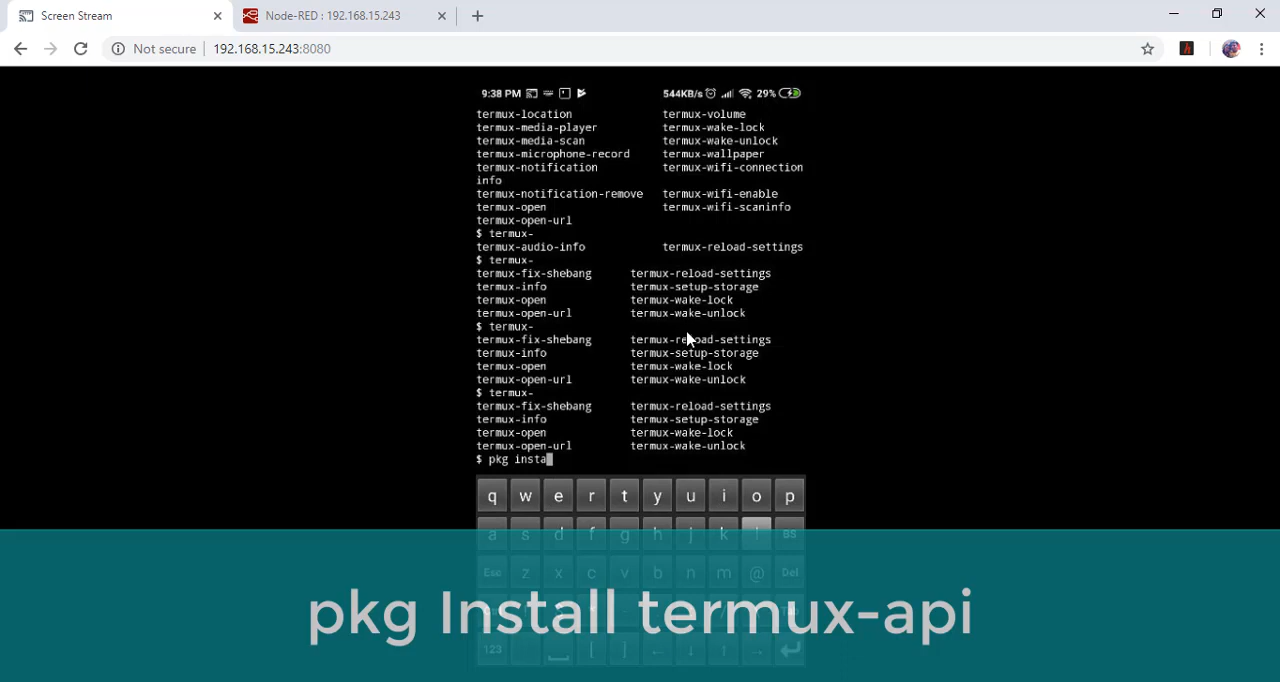 Screen Stream
Node-RED : 192.168.15.243
Not secure
192.168.15.243:8080
9:38 PM
544KB/s
29%
termux-location termux-volume
termux-media-player termux-wake-lock
termux-media-scan termux-wake-unlock
termux-microphone-record termux-wallpaper
termux-notification termux-wifi-connection
info
termux-notification-remove termux-wifi-enable
termux-open termux-wifi-scaninfo
termux-open-url
$ termux-
termux-audio-info termux-reload-settings
$ termux-
termux-fix-shebang termux-reload-settings
termux-info termux-setup-storage
termux-open termux-wake-lock
termux-open-url termux-wake-unlock
$ termux-
termux-fix-shebang termux-reload-settings
termux-info termux-setup-storage
termux-open termux-wake-lock
termux-open-url termux-wake-unlock
$ termux-
termux-fix-shebang termux-reload-settings
termux-info termux-setup-storage
termux-open termux-wake-lock
termux-open-url termux-wake-unlock
$ pkg insta
q w e r t y u i o p
a s d f g h j k l BS
Esc z x c v b n m @ Del
pkg Install termux-api
123 [ ] ← ↓ ↑ →